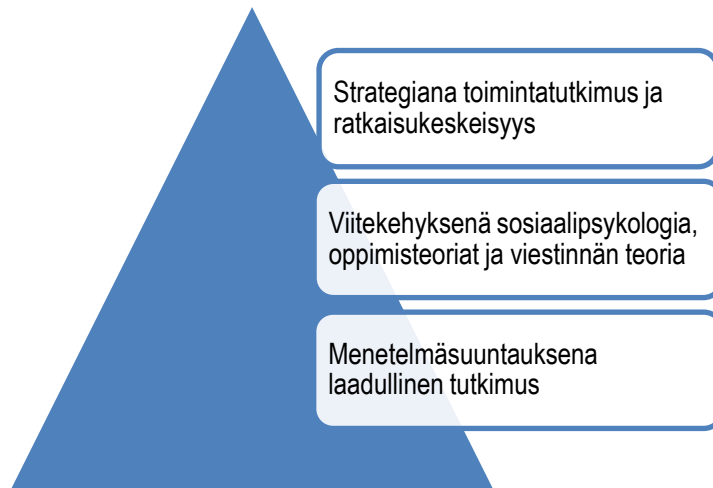 Strategiana toimintatutkimus ja
ratkaisukeskeisyys
Viitekehyksenä sosiaalipsykologia,
oppimisteoriat ja viestinnän teoria
Menetelmäsuuntauksena
laadullinen tutkimus